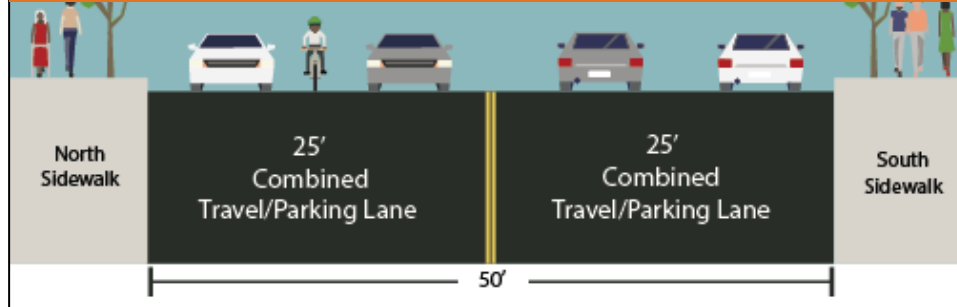 North
Sidewalk
25’
Combined
Travel/Parking Lane
25’
Combined
Travel/Parking Lane
South
Sidewalk
50’